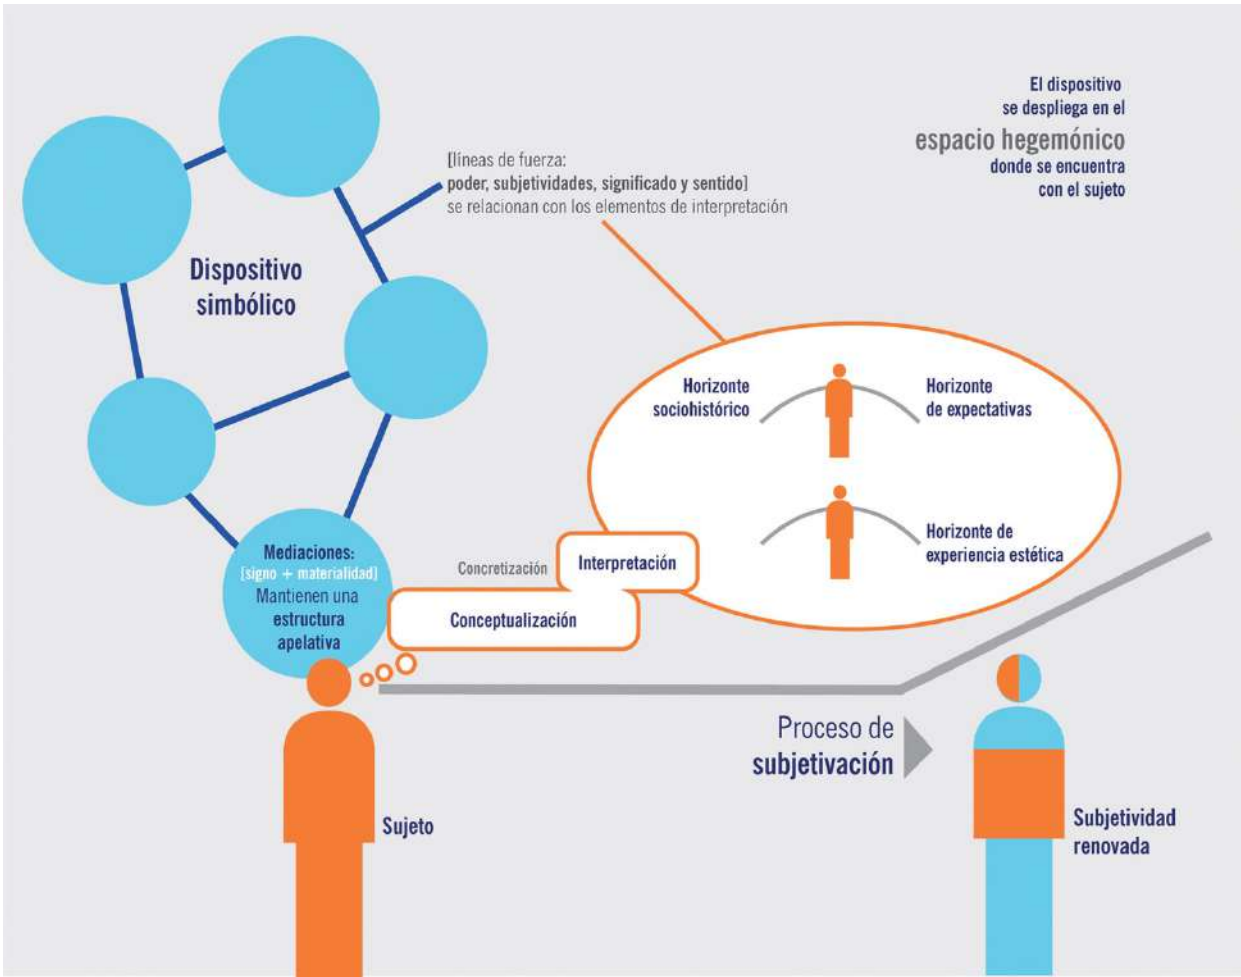 El dispositivo
se despliega en el
espacio hegemónico
donde se encuentra
con el sujeto
[líneas de fuerza:
poder, subjetividades, significado y sentido]
se relacionan con los elementos de interpretación
Dispositivo
simbólico
Horizonte
sociohistórico
Horizonte
de expectativas
Horizonte de
experiencia estética
Mediaciones:
[signo + materialidad]
Mantienen una
estructura
apelativa
Concretización
Interpretación
Conceptualización
Proceso de
subjetivación
Sujeto
Subjetividad
renovada